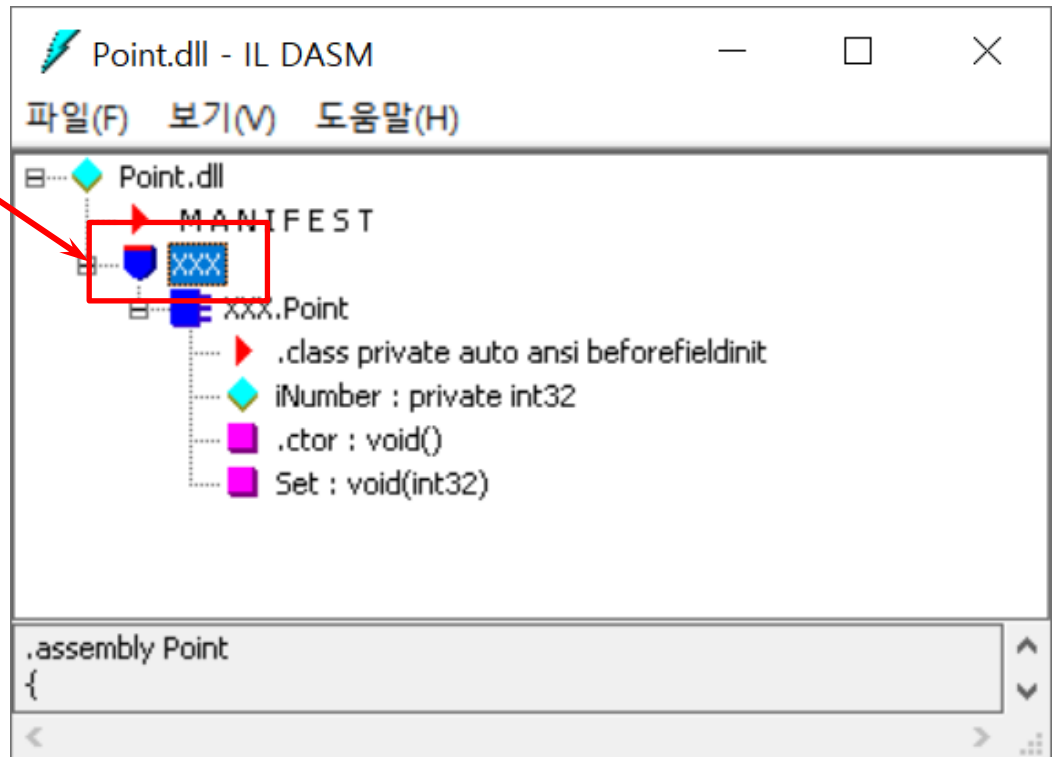 Point.dll - IL DASM
파일(F) 보기(V) 도움말(H)
Point.dll
M A N I F E S T
XXX
XXX.Point
.class private auto ansi beforefieldinit
iNumber : private int32
.ctor : void()
Set : void(int32)
.assembly Point
{